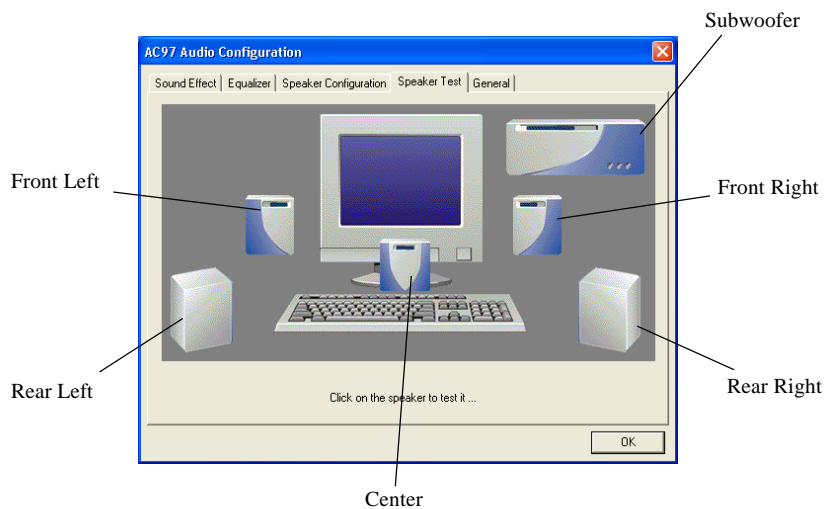 Subwoofer
AC97 Audio Configuration
Sound Effect Equalizer Speaker Configuration Speaker Test General
Front Left
Front Right
Rear Left
Rear Right
Click on the speaker to test it ...
OK
Center